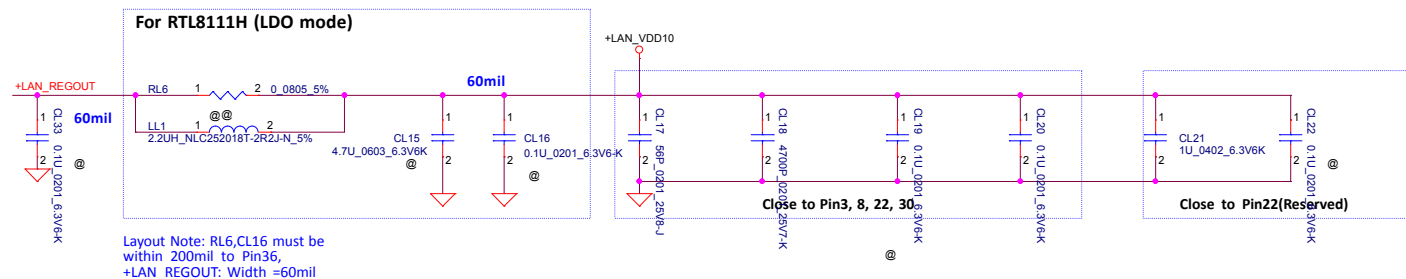 For RTL8111H (LDO mode)
+LAN_VDD10
+LAN_REGOUT
60mil
CL33
0.1U_0201_6.3V6-K
1
2
@
RL6
1
2
0_0805_5%
@@
LL1
1
2
2.2UH_NLC252018T-2R2J-N_5%
60mil
1
CL15
4.7U_0603_6.3V6K
2
@
1
CL16
0.1U_0201_6.3V6-K
2
@
1
2
CL17
56P_0201_25V8-J
1
2
CL18
4700P_0201_25V7-K
1
2
CL19
0.1U_0201_6.3V6-K
@
1
2
CL20
0.1U_0201_6.3V6-K
1
CL21
1U_0402_6.3V6K
2
1
2
CL22
0.1U_0201_6.3V6-K
@
Close to Pin3, 8, 22, 30
Close to Pin22(Reserved)
Layout Note: RL6,CL16 must be
within 200mil to Pin36,
+LAN_REGOUT: Width =60mil